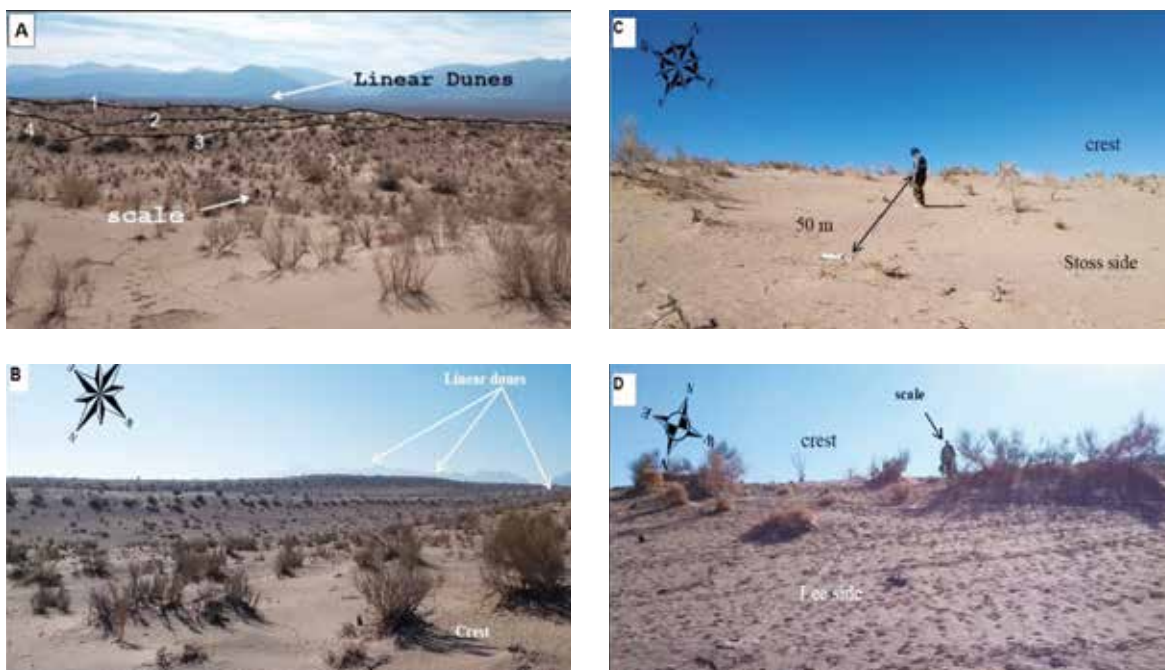 A
Linear Dunes
1
2
4
3
scale
B
Linear dunes
Crest
C
crest
50 m
Stoss side
D
scale
crest
Lee side